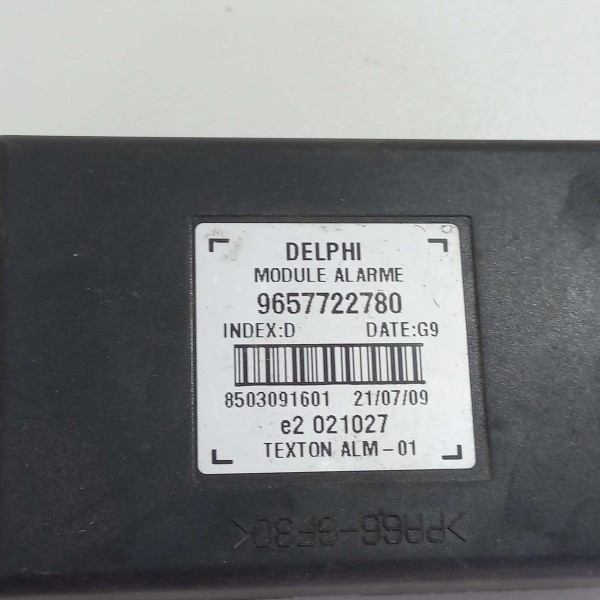 DELPHI
MODULE ALARME
9657722780
INDEX:D DATE:G9
8503091601 21/07/09
e2 021027
TEXTON ALM-01
>PA66-GF30<